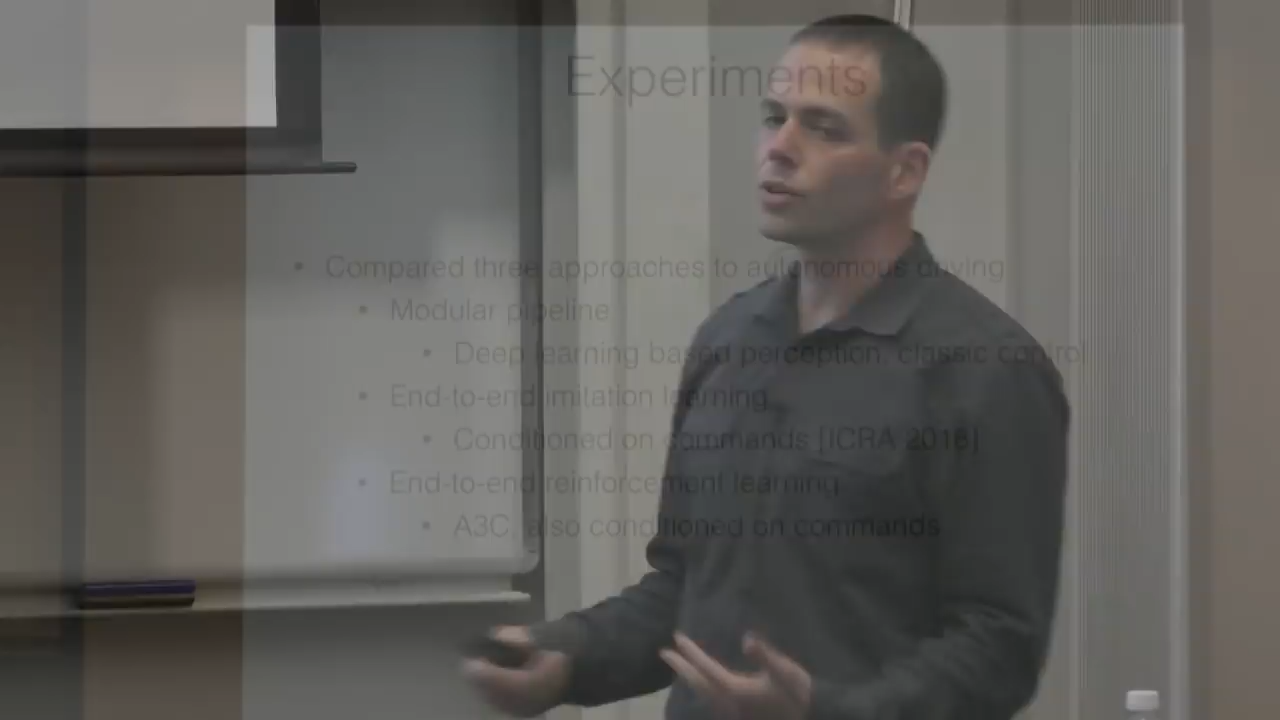 Experiments
• Compared three approaches to autonomous driving
• Modular pipeline
• Deep learning based perception, classic control
• End-to-end imitation learning
• Conditioned on commands [ICRA 2018]
• End-to-end reinforcement learning
• A3C, also conditioned on commands